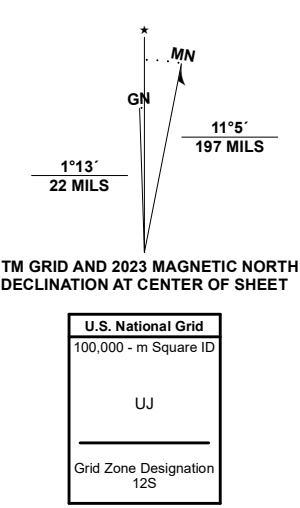 ★
MN
GN
11°5´
197 MILS
1°13´
22 MILS
TM GRID AND 2023 MAGNETIC NORTH
DECLINATION AT CENTER OF SHEET
U.S. National Grid
100,000 - m Square ID
UJ
Grid Zone Designation
12S